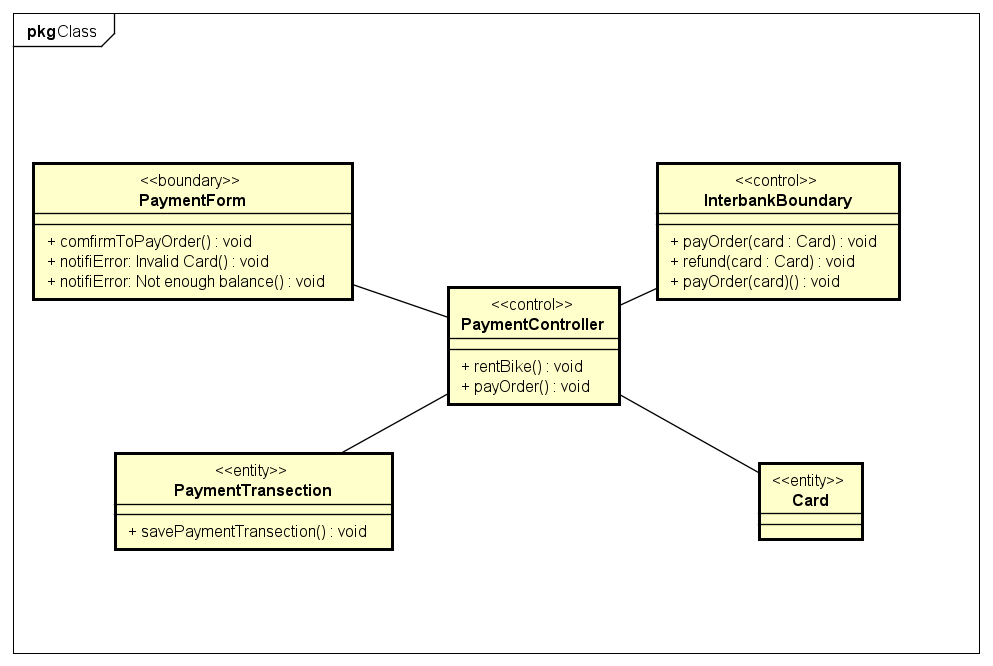 pkg Class
<<boundary>>
PaymentForm
+ comfirmToPayOrder() : void
+ notifiError: Invalid Card() : void
+ notifiError: Not enough balance() : void
<<control>>
InterbankBoundary
+ payOrder(card : Card) : void
+ refund(card : Card) : void
+ payOrder(card)() : void
<<control>>
PaymentController
+ rentBike() : void
+ payOrder() : void
<<entity>>
PaymentTransection
+ savePaymentTransection() : void
<<entity>>
Card